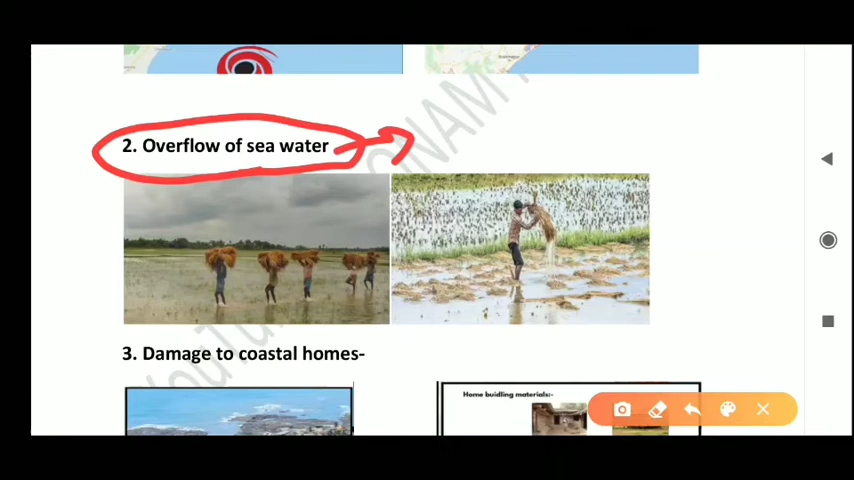 2. Overflow of sea water
3. Damage to coastal homes-
Home buidling materials:-